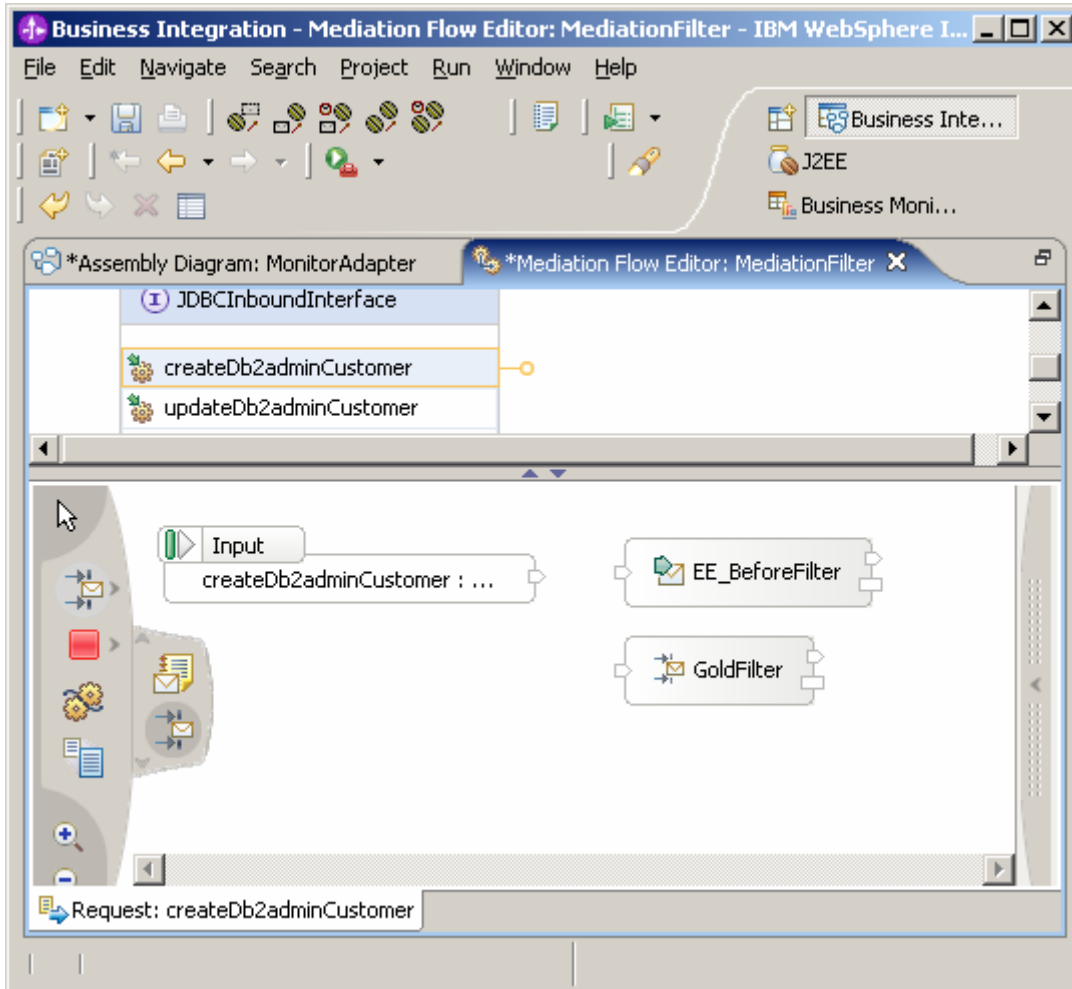 Business Integration - Mediation Flow Editor: MediationFilter - IBM WebSphere I...
File Edit Navigate Search Project Run Window Help
Business Inte...
J2EE
Business Moni...
*Assembly Diagram: MonitorAdapter
*Mediation Flow Editor: MediationFilter
JDBCInboundInterface
createDb2adminCustomer
updateDb2adminCustomer
Input
createDb2adminCustomer : ...
EE_BeforeFilter
GoldFilter
Request: createDb2adminCustomer